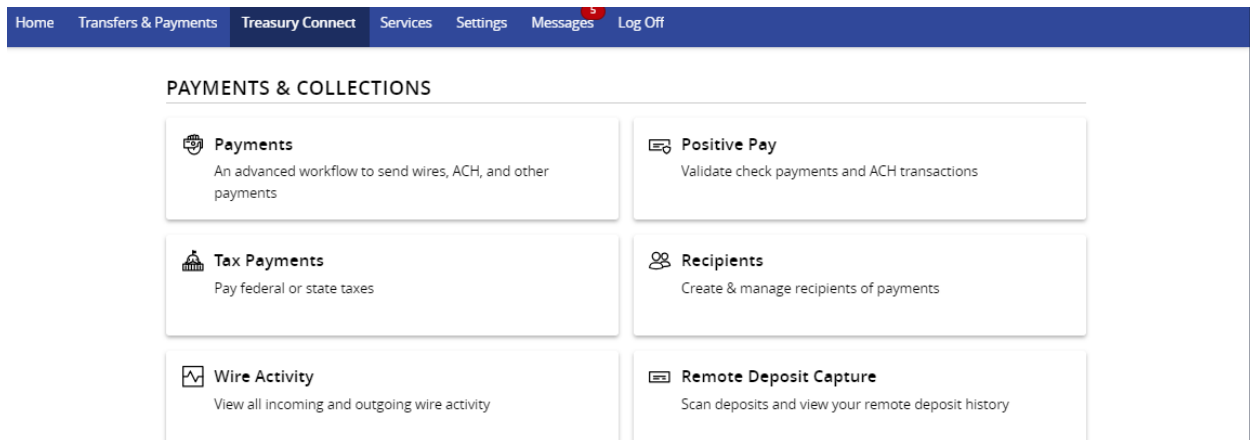 5
Home Transfers & Payments Treasury Connect Services Settings Messages Log Off
PAYMENTS & COLLECTIONS
Payments
An advanced workflow to send wires, ACH, and other
payments
Positive Pay
Validate check payments and ACH transactions
Tax Payments
Pay federal or state taxes
Recipients
Create & manage recipients of payments
Wire Activity
View all incoming and outgoing wire activity
Remote Deposit Capture
Scan deposits and view your remote deposit history